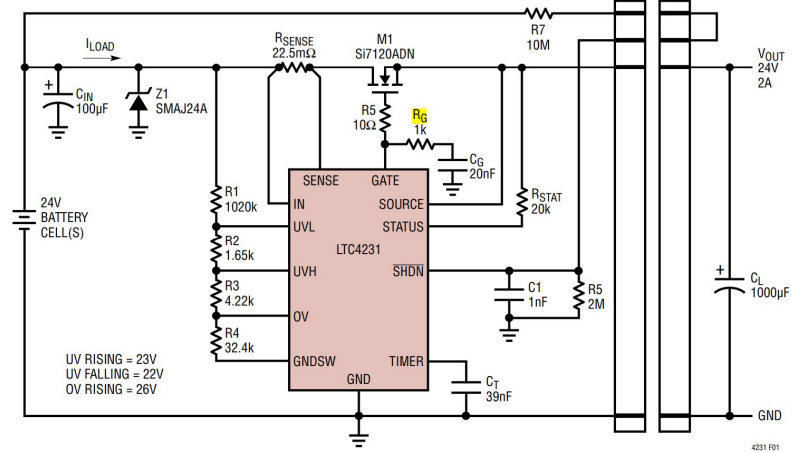 R7
10M
ILOAD
RSENSE
22.5mΩ
M1
Si7120ADN
VOUT
24V
2A
+
CIN
100µF
Z1
SMAJ24A
R5
10Ω
RG
1k
CG
20nF
SENSE
GATE
R1
1020k
IN
SOURCE
RSTAT
20k
24V
BATTERY
CELL(S)
UVL
STATUS
R2
1.65k
LTC4231
UVH
SHDN
R3
4.22k
C1
1nF
R5
2M
+
CL
1000µF
OV
R4
32.4k
UV RISING = 23V
UV FALLING = 22V
OV RISING = 26V
GNDSW
TIMER
GND
CT
39nF
GND
4231 F01